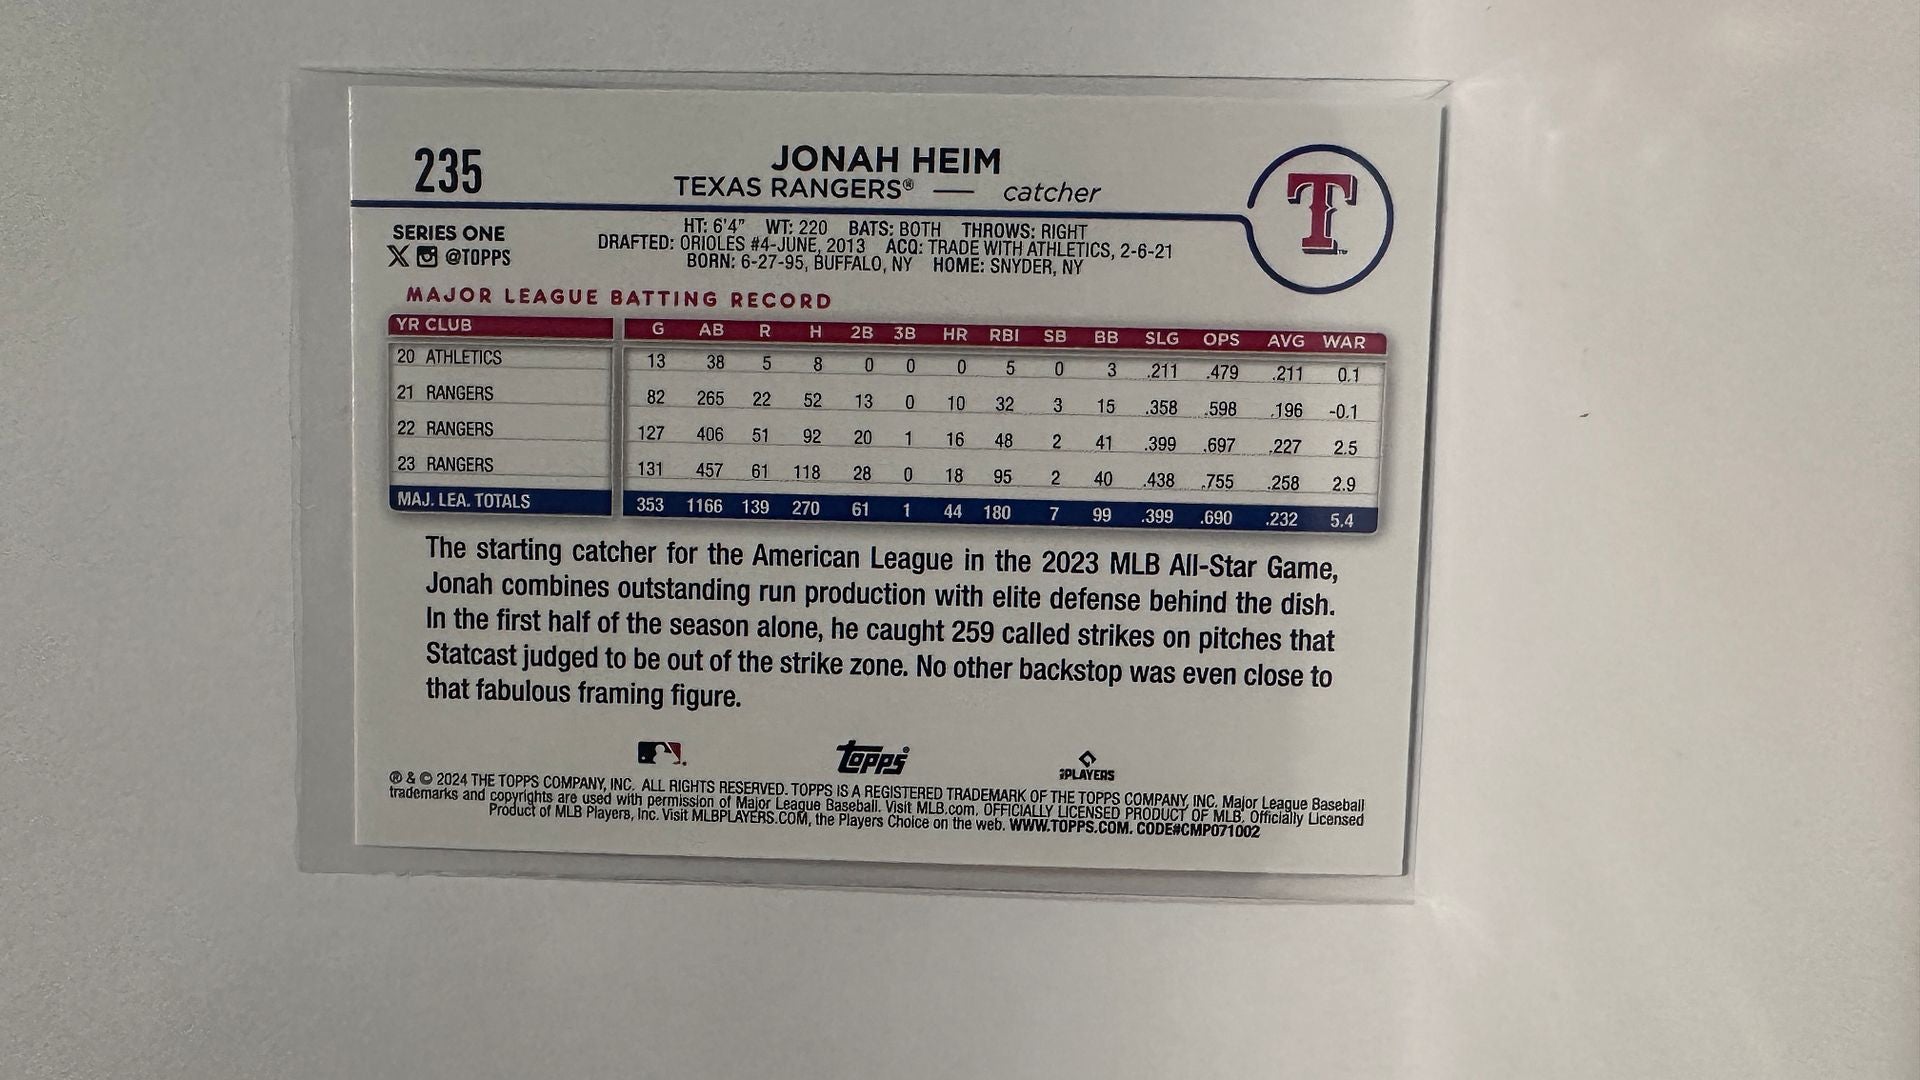 235
JONAH HEIM
TEXAS RANGERS® — catcher
T
SERIES ONE
X @TOPPS
HT: 6'4" WT: 220 BATS: BOTH THROWS: RIGHT
DRAFTED: ORIOLES #4-JUNE, 2013 ACQ: TRADE WITH ATHLETICS, 2-6-21
BORN: 6-27-95, BUFFALO, NY HOME: SNYDER, NY
MAJOR LEAGUE BATTING RECORD
YR CLUB G AB R H 2B 3B HR RBI SB BB SLG OPS AVG WAR
20 ATHLETICS 13 38 5 8 0 0 0 5 0 3 .211 .479 .211 0.1
21 RANGERS 82 265 22 52 13 0 10 32 3 15 .358 .598 .196 -0.1
22 RANGERS 127 406 51 92 20 1 16 48 2 41 .399 .697 .227 2.5
23 RANGERS 131 457 61 118 28 0 18 95 2 40 .438 .755 .258 2.9
MAJ. LEA. TOTALS 353 1166 139 270 61 1 44 180 7 99 .399 .690 .232 5.4
The starting catcher for the American League in the 2023 MLB All-Star Game,
Jonah combines outstanding run production with elite defense behind the dish.
In the first half of the season alone, he caught 259 called strikes on pitches that
Statcast judged to be out of the strike zone. No other backstop was even close to
that fabulous framing figure.
Topps
PLAYERS
® & © 2024 THE TOPPS COMPANY, INC. ALL RIGHTS RESERVED. TOPPS IS A REGISTERED TRADEMARK OF THE TOPPS COMPANY, INC. Major League Baseball
trademarks and copyrights are used with permission of Major League Baseball. Visit MLB.com. OFFICIALLY LICENSED PRODUCT OF MLB. Officially Licensed
Product of MLB Players, Inc. Visit MLBPLAYERS.COM, the Players Choice on the web. WWW.TOPPS.COM. CODE#CMP071002